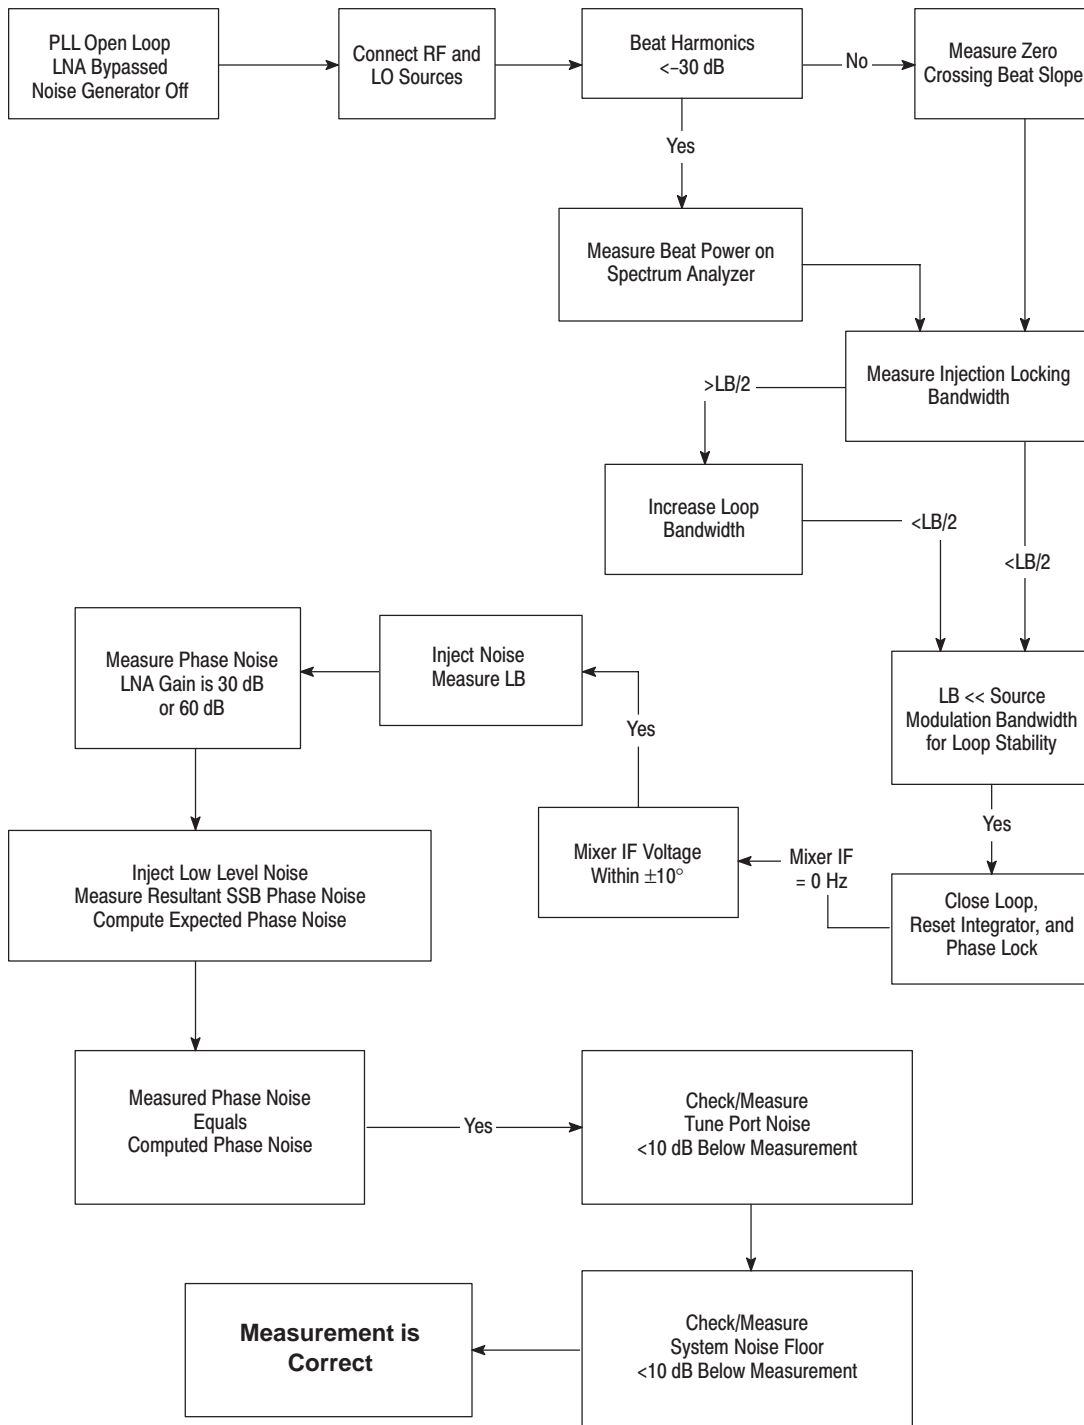 PLL Open Loop
LNA Bypassed
Noise Generator Off
Connect RF and
LO Sources
Beat Harmonics
<–30 dB
No
Measure Zero
Crossing Beat Slope
Yes
Measure Beat Power on
Spectrum Analyzer
Measure Injection Locking
Bandwidth
>LB/2
Increase Loop
Bandwidth
<LB/2
<LB/2
LB << Source
Modulation Bandwidth
for Loop Stability
Yes
Close Loop,
Reset Integrator, and
Phase Lock
Mixer IF
= 0 Hz
Mixer IF Voltage
Within ±10°
Yes
Inject Noise
Measure LB
Measure Phase Noise
LNA Gain is 30 dB
or 60 dB
Inject Low Level Noise
Measure Resultant SSB Phase Noise
Compute Expected Phase Noise
Measured Phase Noise
Equals
Computed Phase Noise
Yes
Check/Measure
Tune Port Noise
<10 dB Below Measurement
Check/Measure
System Noise Floor
<10 dB Below Measurement
Measurement is
Correct